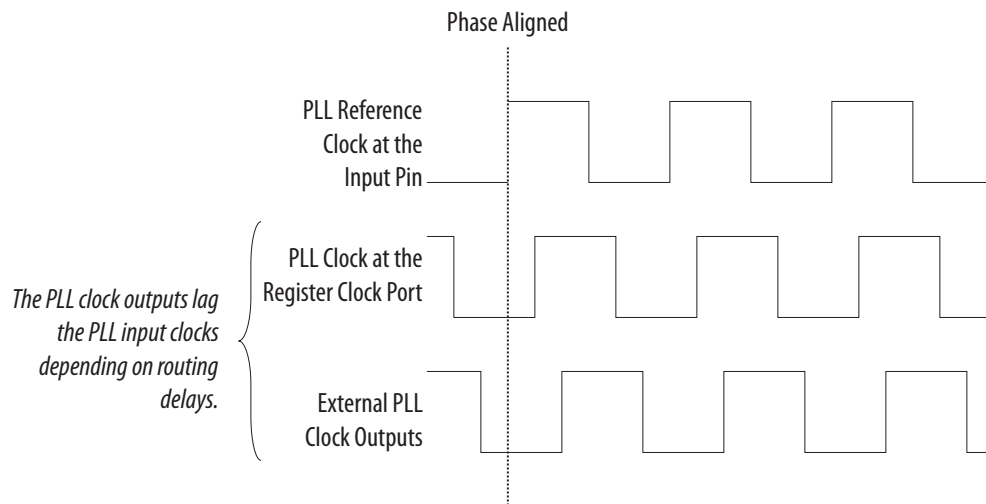 Phase Aligned
PLL Reference
Clock at the
Input Pin
PLL Clock at the
Register Clock Port
The PLL clock outputs lag
the PLL input clocks
depending on routing
delays.
External PLL
Clock Outputs